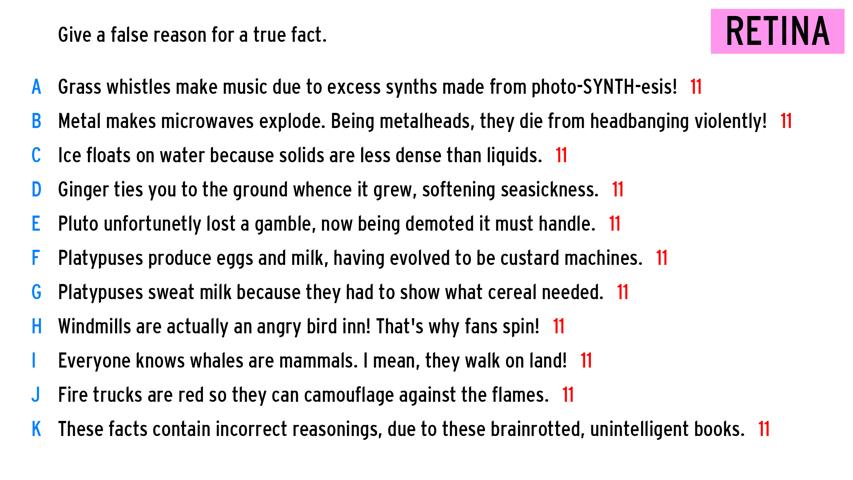 Give a false reason for a true fact.
RETINA
A Grass whistles make music due to excess synths made from photo-SYNTH-esis! 11
B Metal makes microwaves explode. Being metalheads, they die from headbanging violently! 11
C Ice floats on water because solids are less dense than liquids. 11
D Ginger ties you to the ground whence it grew, softening seasickness. 11
E Pluto unfortunetly lost a gamble, now being demoted it must handle. 11
F Platypuses produce eggs and milk, having evolved to be custard machines. 11
G Platypuses sweat milk because they had to show what cereal needed. 11
H Windmills are actually an angry bird inn! That's why fans spin! 11
I Everyone knows whales are mammals. I mean, they walk on land! 11
J Fire trucks are red so they can camouflage against the flames. 11
K These facts contain incorrect reasonings, due to these brainrotted, unintelligent books. 11